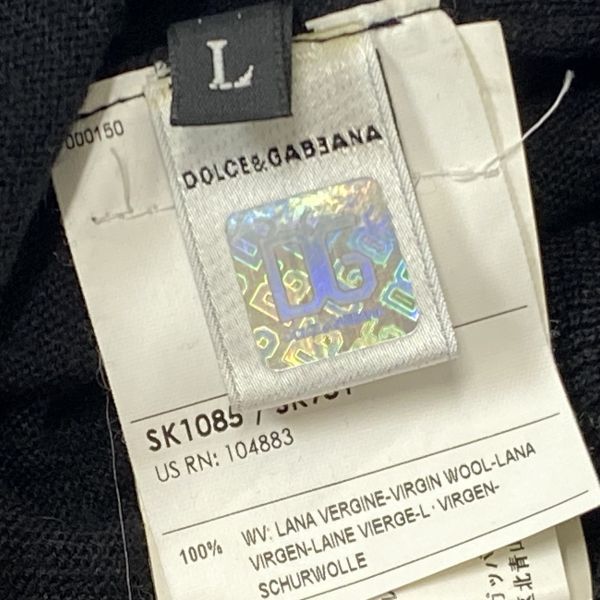 L
000150
DOLCE&GABBANA
DG
SK1085 /
US RN: 104883
100% WV: LANA VERGINE-VIRGIN WOOL-LANA
VIRGEN-LAINE VIERGE-L·VIRGEN-
SCHURWOLLE